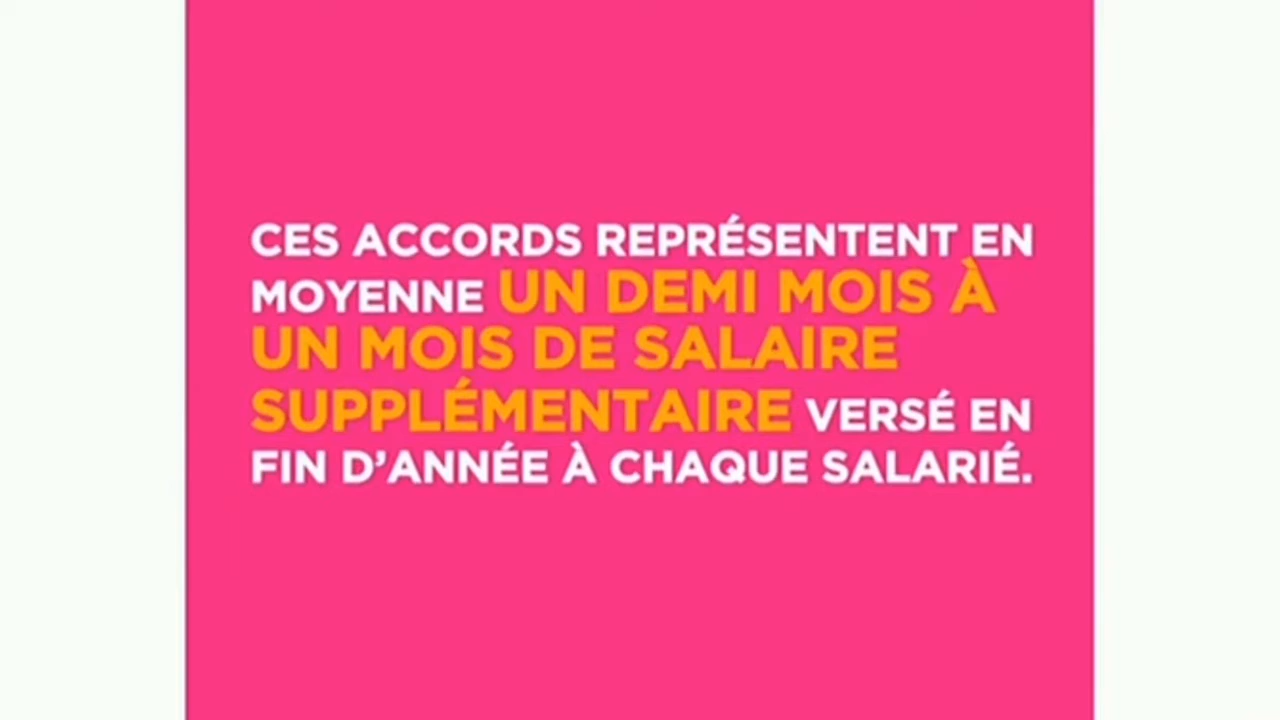 CES ACCORDS REPRÉSENTENT EN
MOYENNE UN DEMI MOIS À
UN MOIS DE SALAIRE
SUPPLÉMENTAIRE VERSÉ EN
FIN D’ANNÉE À CHAQUE SALARIÉ.